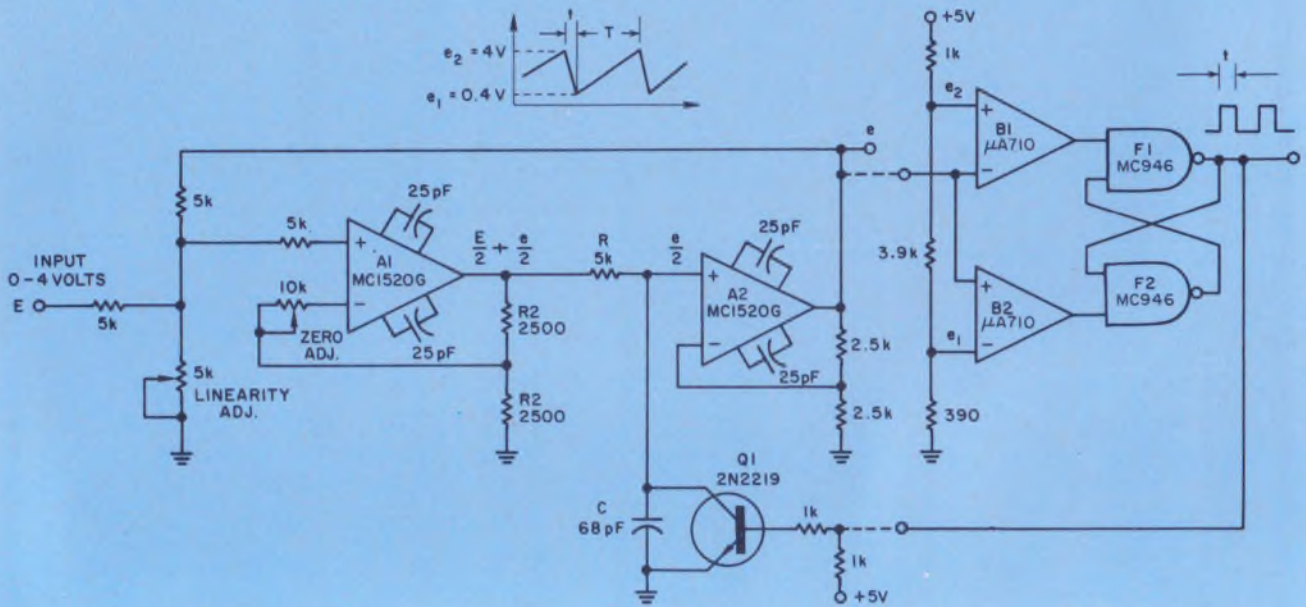 t
T
e2 = 4V
e1 = 0.4V
+5V
1k
e2
t
e
B1
μA710
F1
MC946
5k
25pF
5k
A1
MC1520G
E/2 + e/2
R
5k
e/2
25pF
A2
MC1520G
3.9k
INPUT
0-4 VOLTS
E
5k
10k
ZERO
ADJ.
25pF
R2
2500
2.5k
25pF
B2
μA710
F2
MC946
e1
5k
LINEARITY
ADJ.
R2
2500
2.5k
390
Q1
2N2219
C
68pF
1k
1k
+5V